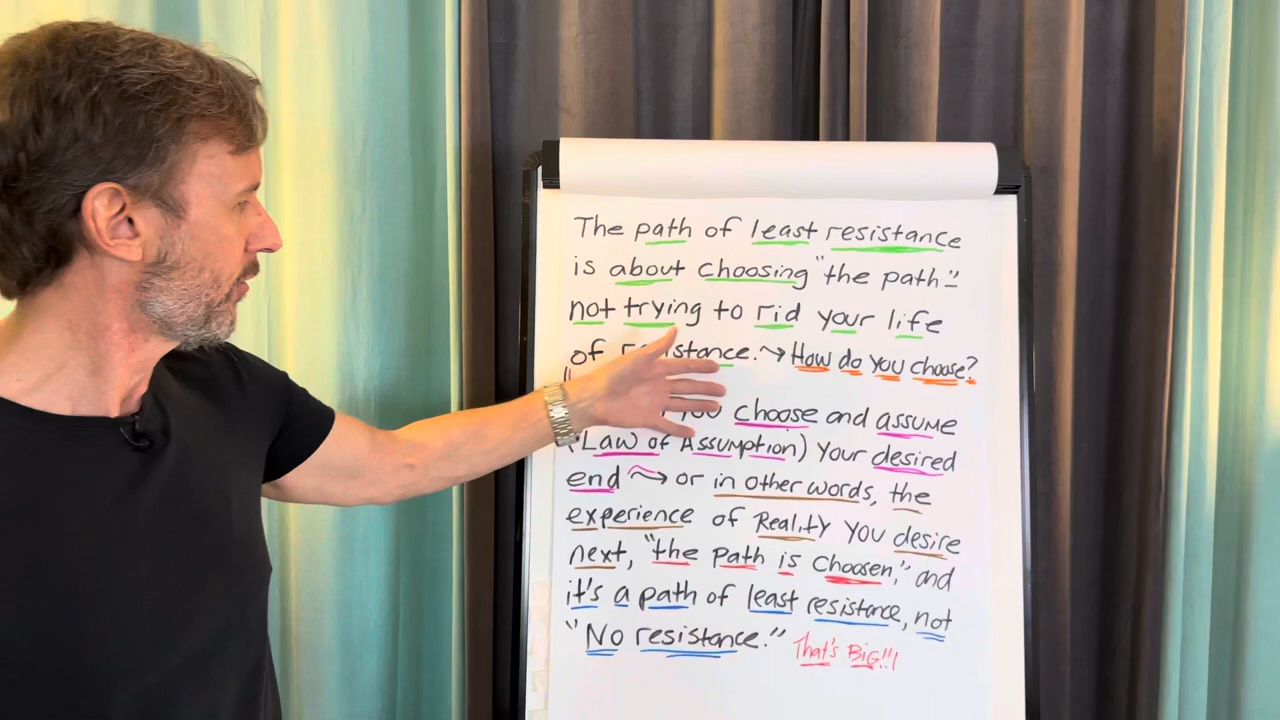 The path of least resistance
is about choosing "the path"
not trying to rid your life
of resistance. → How do you choose?
you choose and assume
(Law of Assumption) your desired
end → or in other words, the
experience of Reality you desire
next, "the path is choosen," and
it's a path of least resistance, not
"No resistance." That's Big!!!